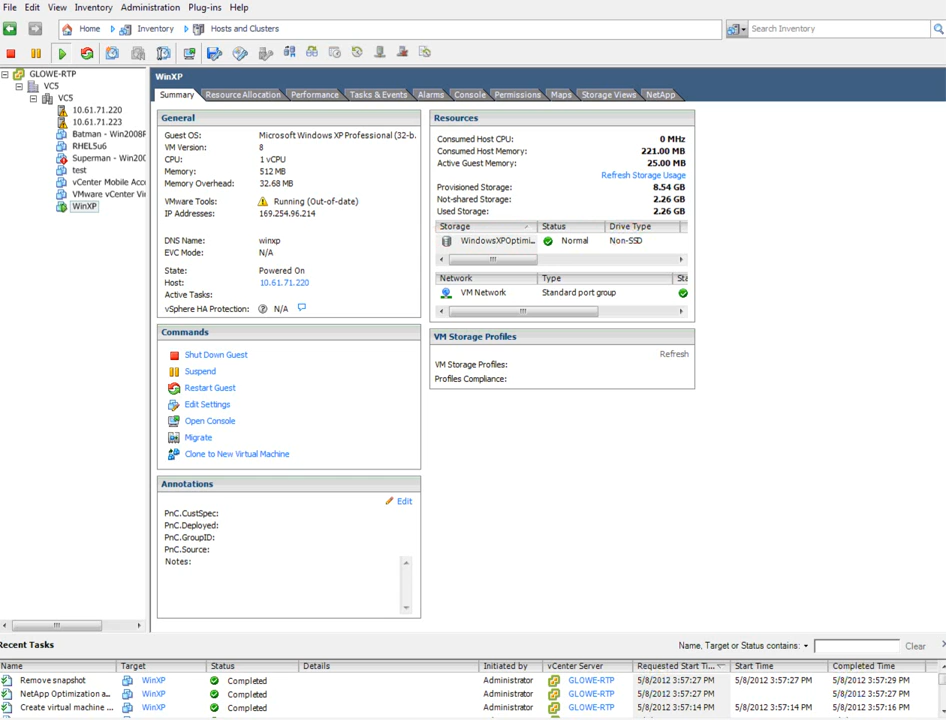 File Edit View Inventory Administration Plug-ins Help
Home Inventory Hosts and Clusters Search Inventory
GLOWE-RTP
VC5
VC5
10.61.71.220
10.61.71.223
Batman - Win2008F
RHEL5u6
Superman - Win200
test
vCenter Mobile Acc
VMware vCenter Vi
WinXP
WinXP
Summary Resource Allocation Performance Tasks & Events Alarms Console Permissions Maps Storage Views NetApp
General
Guest OS: Microsoft Windows XP Professional (32-b.
VM Version: 8
CPU: 1 vCPU
Memory: 512 MB
Memory Overhead: 32.68 MB
VMware Tools: Running (Out-of-date)
IP Addresses: 169.254.96.214
DNS Name: winxp
EVC Mode: N/A
State: Powered On
Host: 10.61.71.220
Active Tasks:
vSphere HA Protection: N/A
Commands
Shut Down Guest
Suspend
Restart Guest
Edit Settings
Open Console
Migrate
Clone to New Virtual Machine
Annotations
Edit
PnC.CustSpec:
PnC.Deployed:
PnC.GroupID:
PnC.Source:
Notes:
Resources
Consumed Host CPU: 0 MHz
Consumed Host Memory: 221.00 MB
Active Guest Memory: 25.00 MB
Refresh Storage Usage
Provisioned Storage: 8.54 GB
Not-shared Storage: 2.26 GB
Used Storage: 2.26 GB
Storage Status Drive Type
WindowsXPOptimi... Normal Non-SSD
Network Type Sta
VM Network Standard port group
VM Storage Profiles
Refresh
VM Storage Profiles:
Profiles Compliance:
Recent Tasks Name, Target or Status contains: Clear
Name Target Status Details Initiated by vCenter Server Requested Start Ti... Start Time Completed Time
Remove snapshot WinXP Completed Administrator GLOWE-RTP 5/8/2012 3:57:27 PM 5/8/2012 3:57:27 PM 5/8/2012 3:57:29 PM
NetApp Optimization a... WinXP Completed Administrator GLOWE-RTP 5/8/2012 3:57:27 PM 5/8/2012 3:57:27 PM
Create virtual machine ... WinXP Completed Administrator GLOWE-RTP 5/8/2012 3:57:14 PM 5/8/2012 3:57:14 PM 5/8/2012 3:57:16 PM